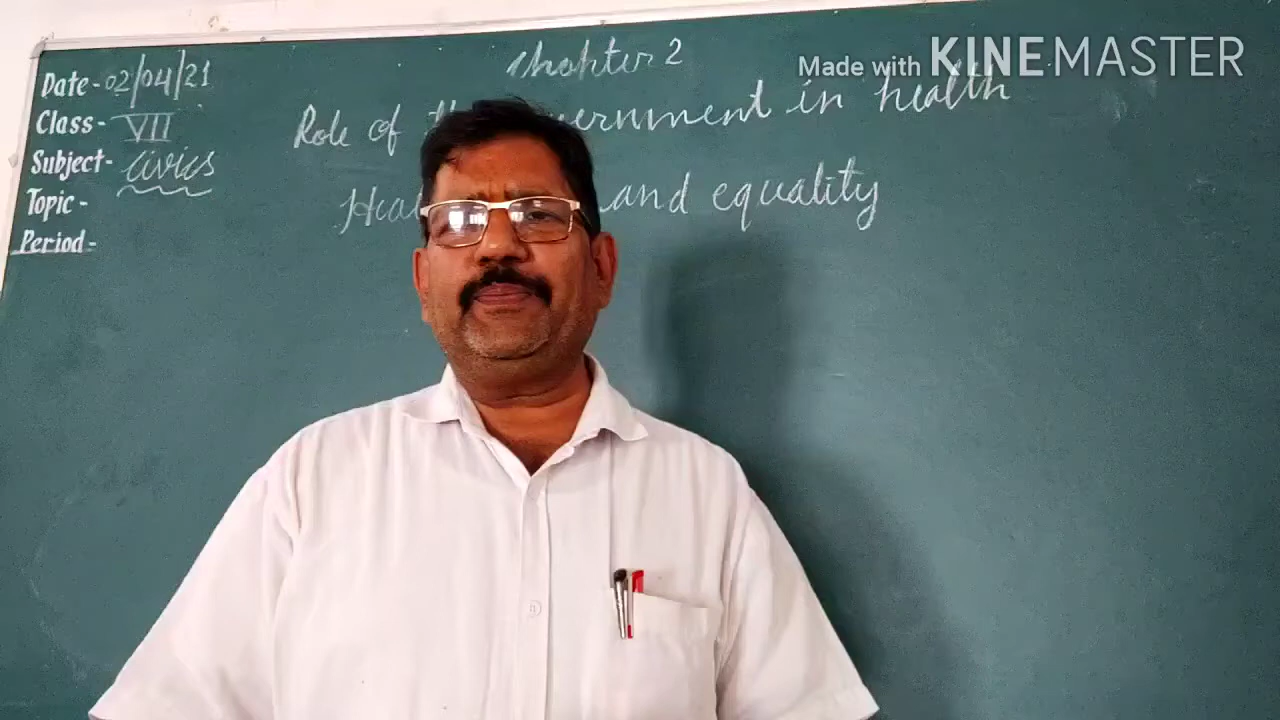 Chapter 2
Made with KINEMASTER
Date - 02/04/21
Class - VII
Subject - Civics
Topic -
Period -
Role of in health
and equality